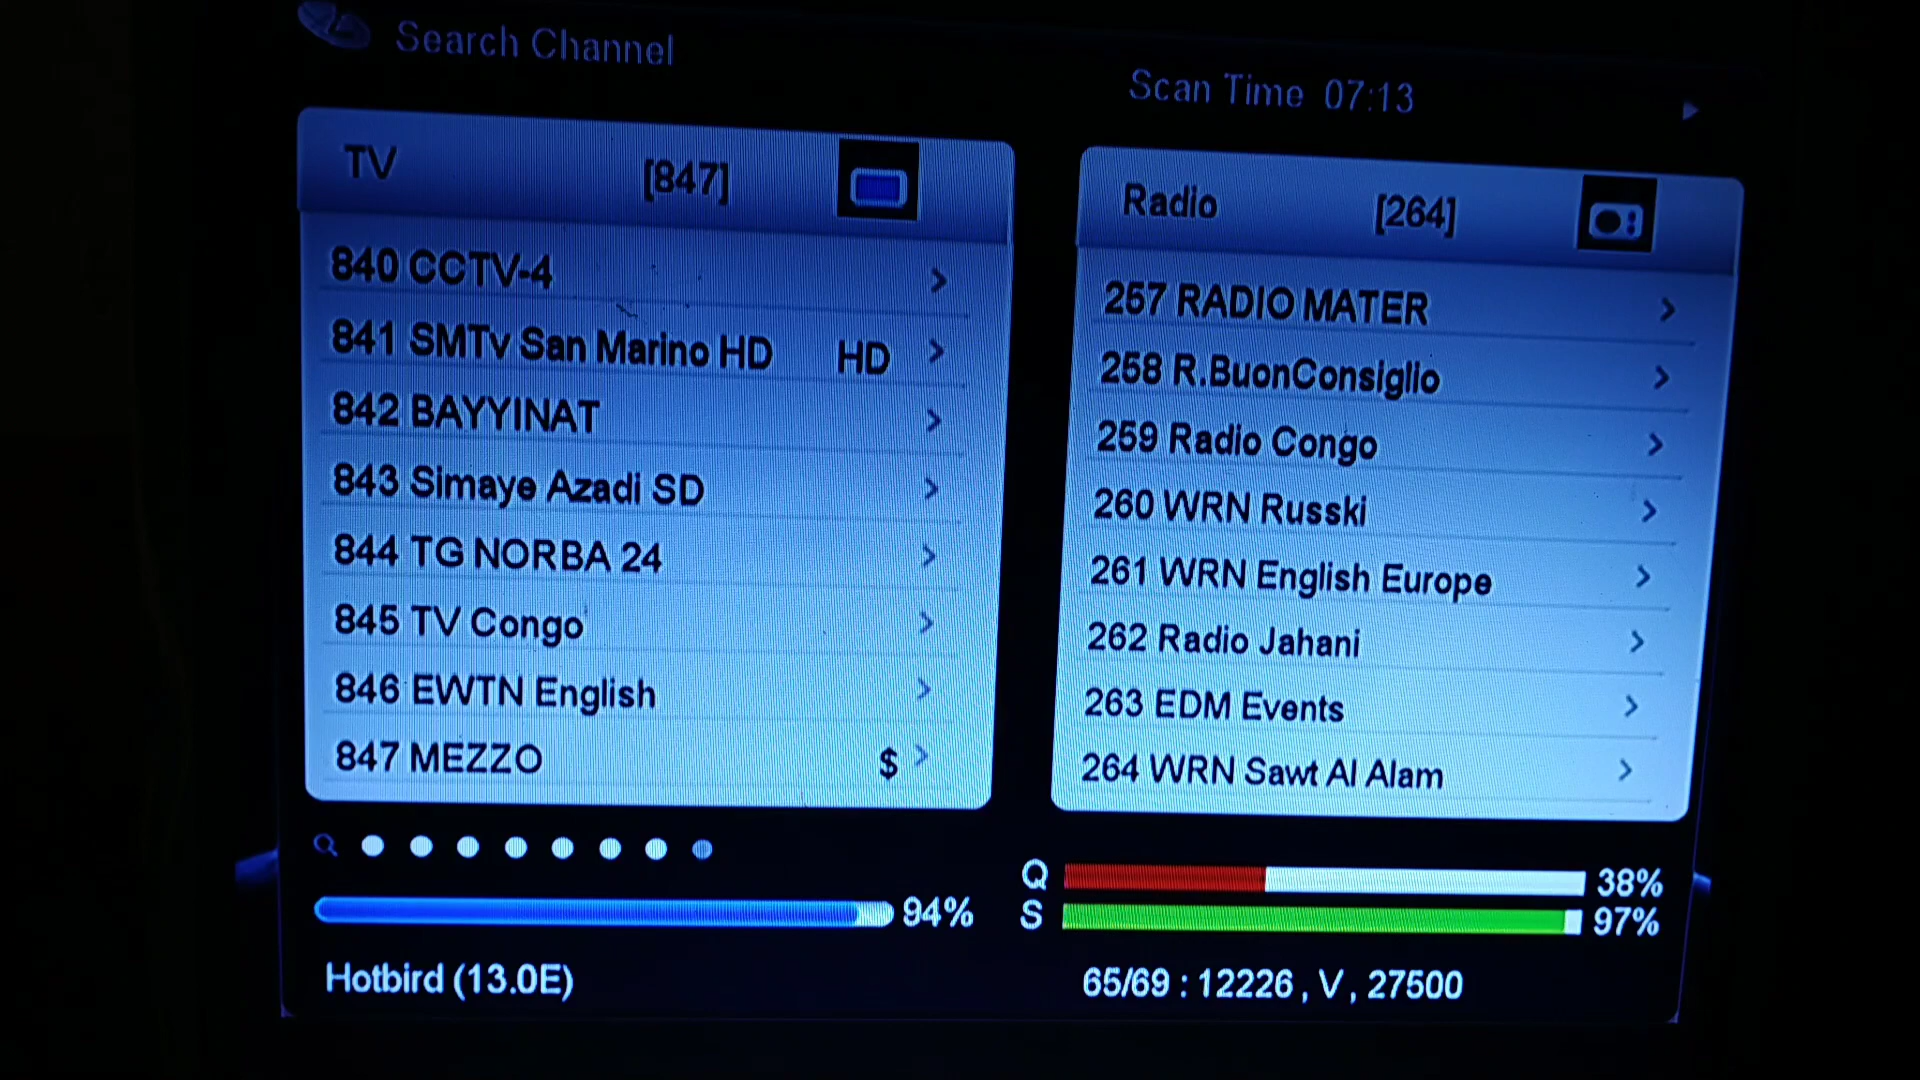 Search Channel
Scan Time 07:13
TV [847]
840 CCTV-4
841 SMTv San Marino HD HD
842 BAYYINAT
843 Simaye Azadi SD
844 TG NORBA 24
845 TV Congo
846 EWTN English
847 MEZZO $
Radio [264]
257 RADIO MATER
258 R.BuonConsiglio
259 Radio Congo
260 WRN Russki
261 WRN English Europe
262 Radio Jahani
263 EDM Events
264 WRN Sawt Al Alam
94%
Q 38%
S 97%
Hotbird (13.0E)
65/69 : 12226 , V , 27500